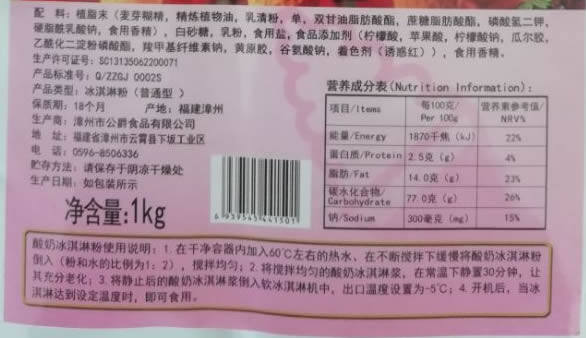 配 料：植脂末（麦芽糊精，精炼植物油，乳清粉，单，双甘油脂肪酸酯，蔗糖脂肪酸酯，磷酸氢二钾，
硬脂酰乳酸钠，食用香精），白砂糖，乳粉，食用盐，食品添加剂（柠檬酸，苹果酸，柠檬酸钠，瓜尔胶，
乙酰化二淀粉磷酸酯，羧甲基纤维素钠，黄原胶，谷氨酸钠，着色剂（诱惑红）），食用香精。
生产许可证号：SC13135062200071
产品标准号：Q/ZZGJ 0002S
产品类型：冰淇淋粉（普通型）
保质期：18个月 产地：福建漳州
生产商：漳州市公爵食品有限公司
地 址：福建省漳州市云霄县下坂工业区
电 话：0596-8506336
贮存方法：请保存于阴凉干燥处
生产日期：如包装所示
净含量：1kg
6939545441501
营养成分表（Nutrition Information）：
项目/Items 每100克/Per 100g 营养素参考值/NRV%
能量/Energy 1870千焦（kJ） 22%
蛋白质/Protein 2.5克（g） 4%
脂肪/Fat 14.0克（g） 23%
碳水化合物/Carbohydrate 77.0克（g） 26%
钠/Sodium 300毫克（mg） 15%
酸奶冰淇淋粉使用说明：1.在干净容器内加入60℃左右的热水、在不断搅拌下缓慢将酸奶冰淇淋粉
倒入（粉和水的比例为1：2），搅拌均匀；2.将搅拌均匀的酸奶冰淇淋浆，在常温下静置30分钟，让
其充分老化；3.将静止后的酸奶冰淇淋浆倒入软冰淇淋机中，出口温度设置为-5℃；4.开机后，当冰
淇淋达到设定温度时，即可食用。